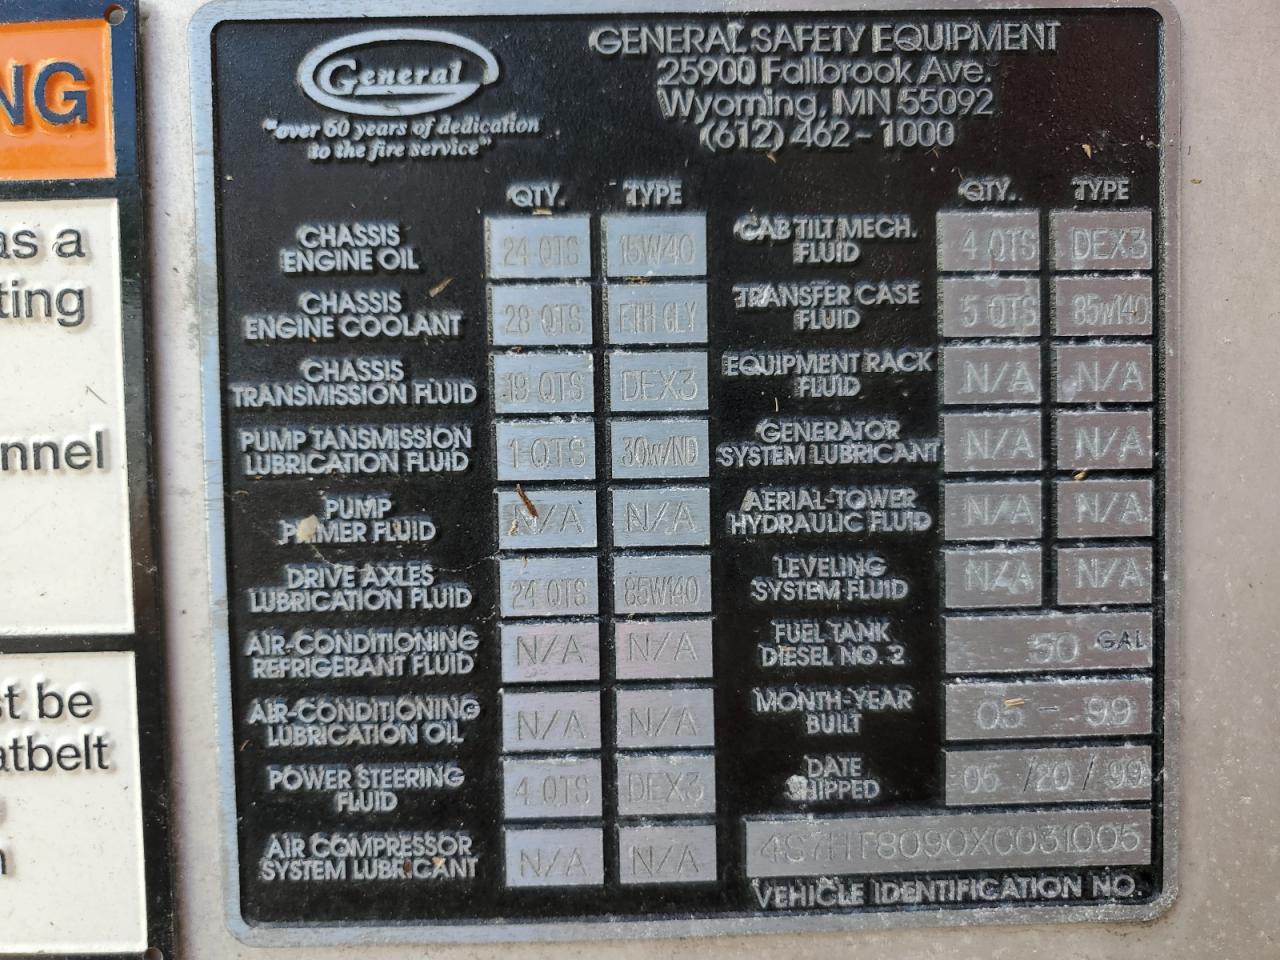 NG
as a
ting
nnel
st be
atbelt
General
"over 60 years of dedication
to the fire service"
GENERAL SAFETY EQUIPMENT
25900 Fallbrook Ave.
Wyoming, MN 55092
(612) 462-1000
QTY. TYPE
CHASSIS
ENGINE OIL 24 QTS 15W40
CHASSIS
ENGINE COOLANT 28 QTS ETH GLY
CHASSIS
TRANSMISSION FLUID 19 QTS DEX3
PUMP TANSMISSION
LUBRICATION FLUID 1 QTS 30w/ND
PUMP
PRIMER FLUID N/A N/A
DRIVE AXLES
LUBRICATION FLUID 24 QTS 85W140
AIR-CONDITIONING
REFRIGERANT FLUID N/A N/A
AIR-CONDITIONING
LUBRICATION OIL N/A N/A
POWER STEERING
FLUID 4 QTS DEX3
AIR COMPRESSOR
SYSTEM LUBRICANT N/A N/A
QTY. TYPE
CAB TILT MECH.
FLUID 4 QTS DEX3
TRANSFER CASE
FLUID 5 QTS 85w140
EQUIPMENT RACK
FLUID N/A N/A
GENERATOR
SYSTEM LUBRICANT N/A N/A
AERIAL-TOWER
HYDRAULIC FLUID N/A N/A
LEVELING
SYSTEM FLUID N/A N/A
FUEL TANK
DIESEL NO. 2 50 GAL
MONTH-YEAR
BUILT 05 - 99
DATE
SHIPPED 05 /20 / 99
4S7HT8090XC031005
VEHICLE IDENTIFICATION NO.